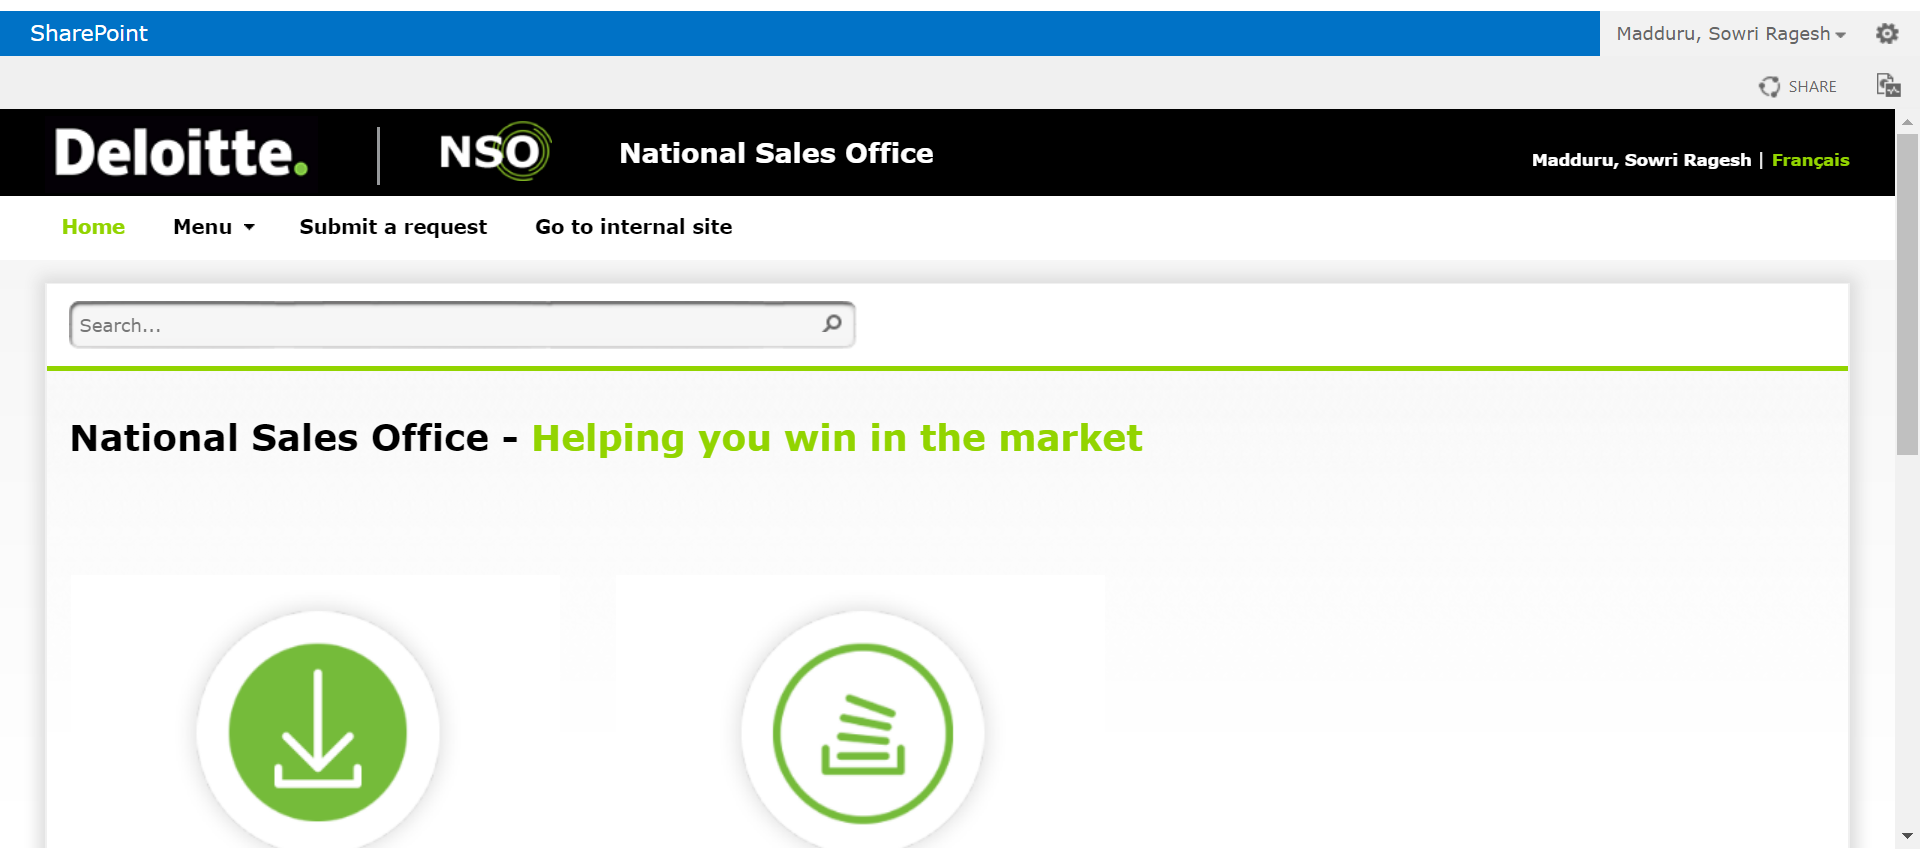 SharePoint
Madduru, Sowri Ragesh
SHARE
Deloitte.
NSO
National Sales Office
Madduru, Sowri Ragesh | Français
Home
Menu
Submit a request
Go to internal site
Search...
National Sales Office - Helping you win in the market